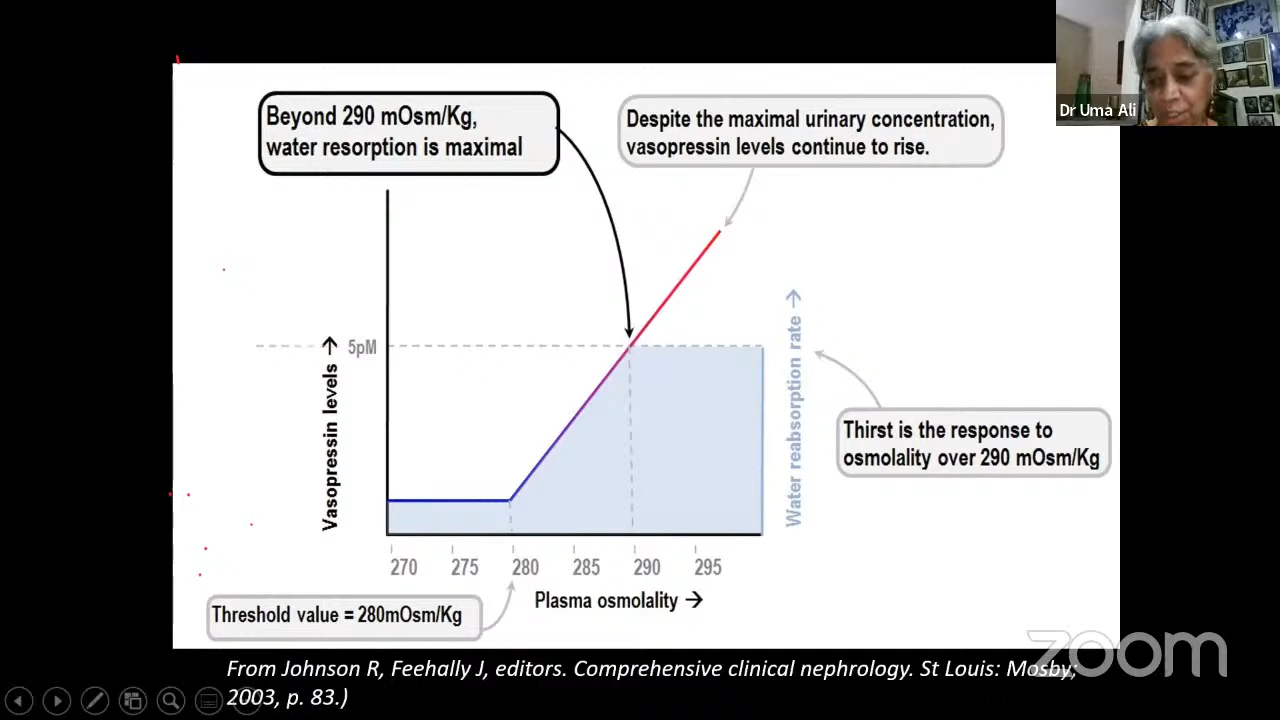 Dr Uma Ali
Beyond 290 mOsm/Kg,
water resorption is maximal
Despite the maximal urinary concentration,
vasopressin levels continue to rise.
Vasopressin levels →
5pM
Water reabsorption rate →
Thirst is the response to
osmolality over 290 mOsm/Kg
270 275 280 285 290 295
Plasma osmolality →
Threshold value = 280mOsm/Kg
zoom
From Johnson R, Feehally J, editors. Comprehensive clinical nephrology. St Louis: Mosby;
2003, p. 83.)